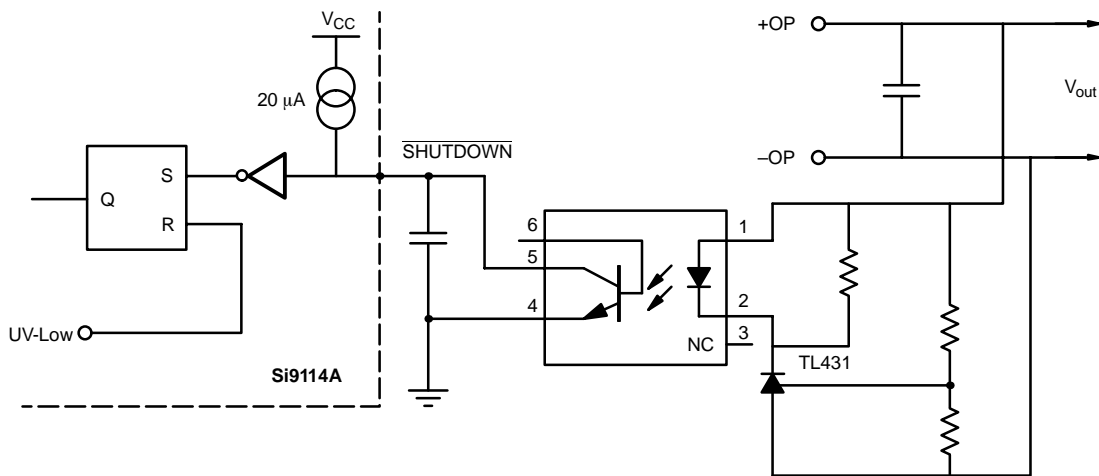 VCC
20 μA
S
Q
R
UV-Low
Si9114A
SHUTDOWN
6
5
4
1
2
3
NC
TL431
+OP
–OP
Vout